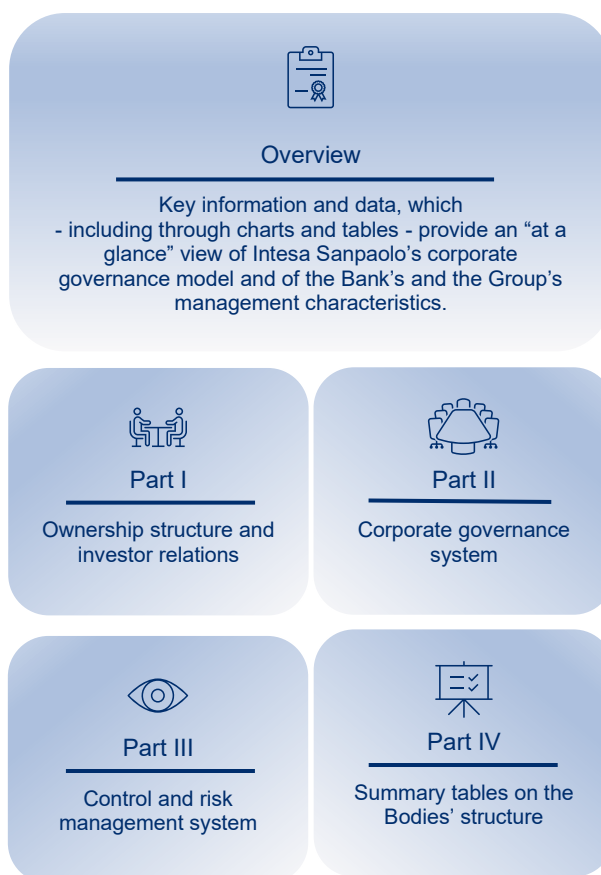 Overview
Key information and data, which
- including through charts and tables - provide an “at a
glance” view of Intesa Sanpaolo’s corporate
governance model and of the Bank’s and the Group’s
management characteristics.
Part I
Ownership structure and
investor relations
Part II
Corporate governance
system
Part III
Control and risk
management system
Part IV
Summary tables on the
Bodies’ structure